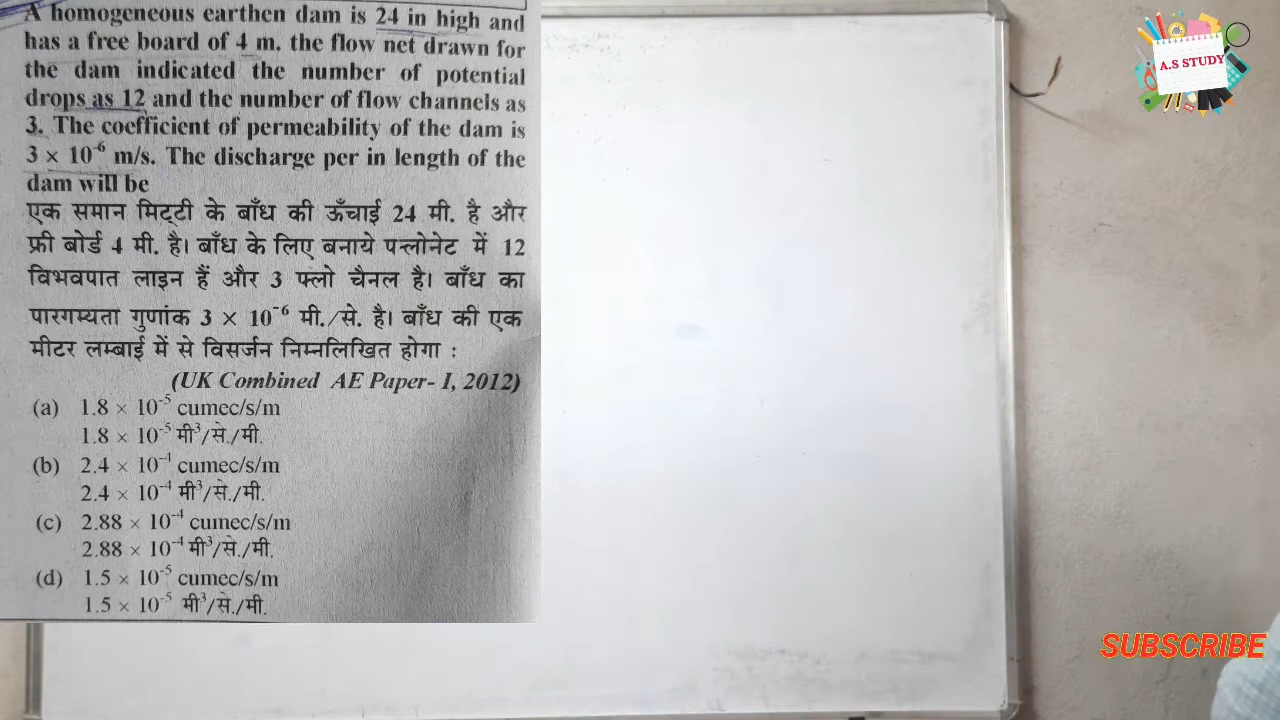 A homogeneous earthen dam is 24 in high and
has a free board of 4 m. the flow net drawn for
the dam indicated the number of potential
drops as 12 and the number of flow channels as
3. The coefficient of permeability of the dam is
3 × 10⁻⁶ m/s. The discharge per in length of the
dam will be
एक समान मिट्टी के बाँध की ऊँचाई 24 मी. है और
फ्री बोर्ड 4 मी. है। बाँध के लिए बनाये फ्लोनेट में 12
विभवपात लाइन हैं और 3 फ्लो चैनल है। बाँध का
पारगम्यता गुणांक 3 × 10⁻⁶ मी./से. है। बाँध की एक
मीटर लम्बाई में से विसर्जन निम्नलिखित होगा :
(UK Combined AE Paper- I, 2012)
(a) 1.8 × 10⁻⁵ cumec/s/m
1.8 × 10⁻⁵ मी³/से./मी.
(b) 2.4 × 10⁻⁴ cumec/s/m
2.4 × 10⁻⁴ मी³/से./मी.
(c) 2.88 × 10⁻⁴ cumec/s/m
2.88 × 10⁻⁴ मी³/से./मी.
(d) 1.5 × 10⁻⁵ cumec/s/m
1.5 × 10⁻⁵ मी³/से./मी.
A.S STUDY
SUBSCRIBE